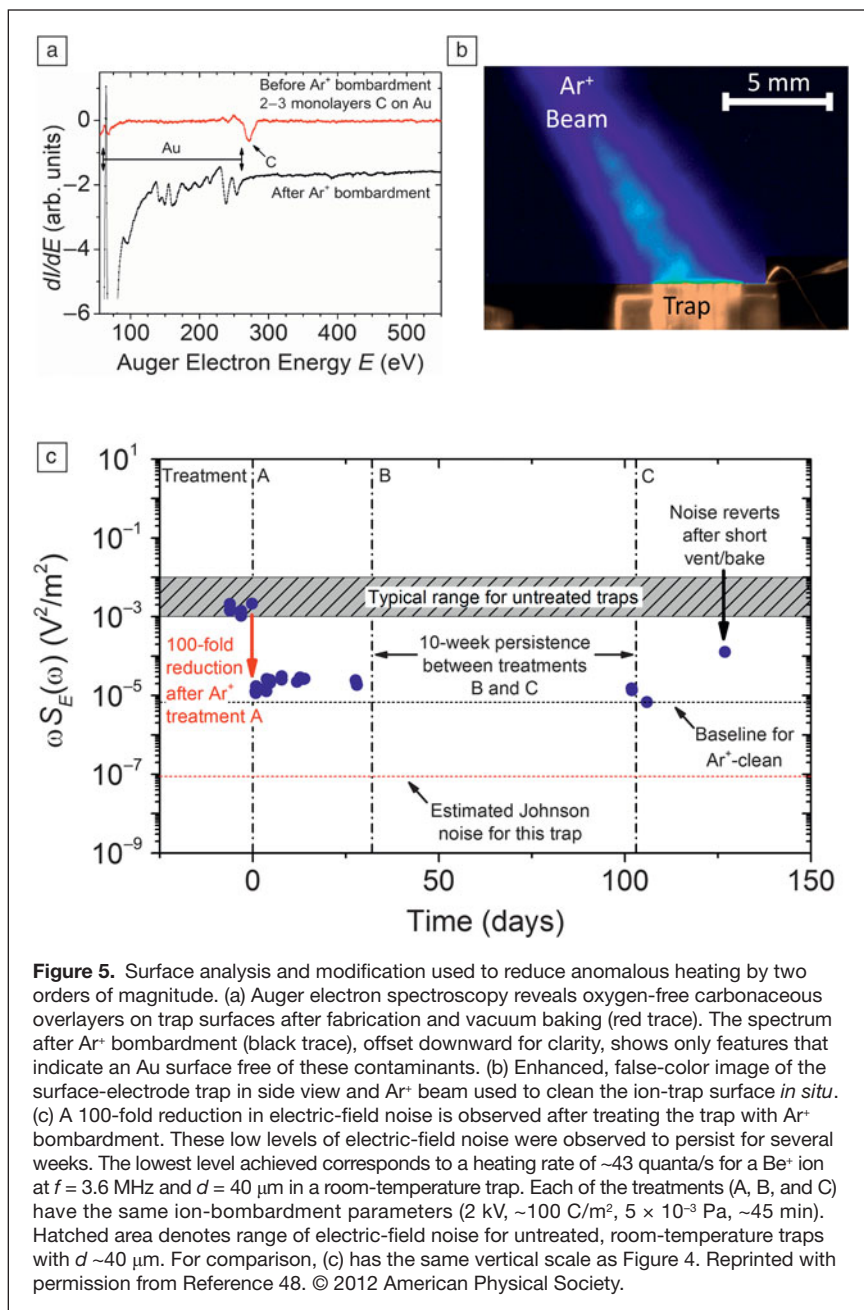 a
Before Ar⁺ bombardment
2–3 monolayers C on Au
Au
C
After Ar⁺ bombardment
0
−2
−4
−6
dI/dE (arb. units)
100 200 300 400 500
Auger Electron Energy E (eV)
b
Ar⁺
Beam
5 mm
Trap
c
Treatment A B C
Noise reverts
after short
vent/bake
Typical range for untreated traps
100-fold
reduction
after Ar⁺
treatment A
10-week persistence
between treatments
B and C
Baseline for
Ar⁺-clean
Estimated Johnson
noise for this trap
10¹
10⁻¹
10⁻³
10⁻⁵
10⁻⁷
10⁻⁹
ωS_E(ω) (V²/m²)
0 50 100 150
Time (days)
Figure 5. Surface analysis and modification used to reduce anomalous heating by two
orders of magnitude. (a) Auger electron spectroscopy reveals oxygen-free carbonaceous
overlayers on trap surfaces after fabrication and vacuum baking (red trace). The spectrum
after Ar⁺ bombardment (black trace), offset downward for clarity, shows only features that
indicate an Au surface free of these contaminants. (b) Enhanced, false-color image of the
surface-electrode trap in side view and Ar⁺ beam used to clean the ion-trap surface in situ.
(c) A 100-fold reduction in electric-field noise is observed after treating the trap with Ar⁺
bombardment. These low levels of electric-field noise were observed to persist for several
weeks. The lowest level achieved corresponds to a heating rate of ~43 quanta/s for a Be⁺ ion
at f = 3.6 MHz and d = 40 μm in a room-temperature trap. Each of the treatments (A, B, and C)
have the same ion-bombardment parameters (2 kV, ~100 C/m², 5 × 10⁻³ Pa, ~45 min).
Hatched area denotes range of electric-field noise for untreated, room-temperature traps
with d ~40 μm. For comparison, (c) has the same vertical scale as Figure 4. Reprinted with
permission from Reference 48. © 2012 American Physical Society.